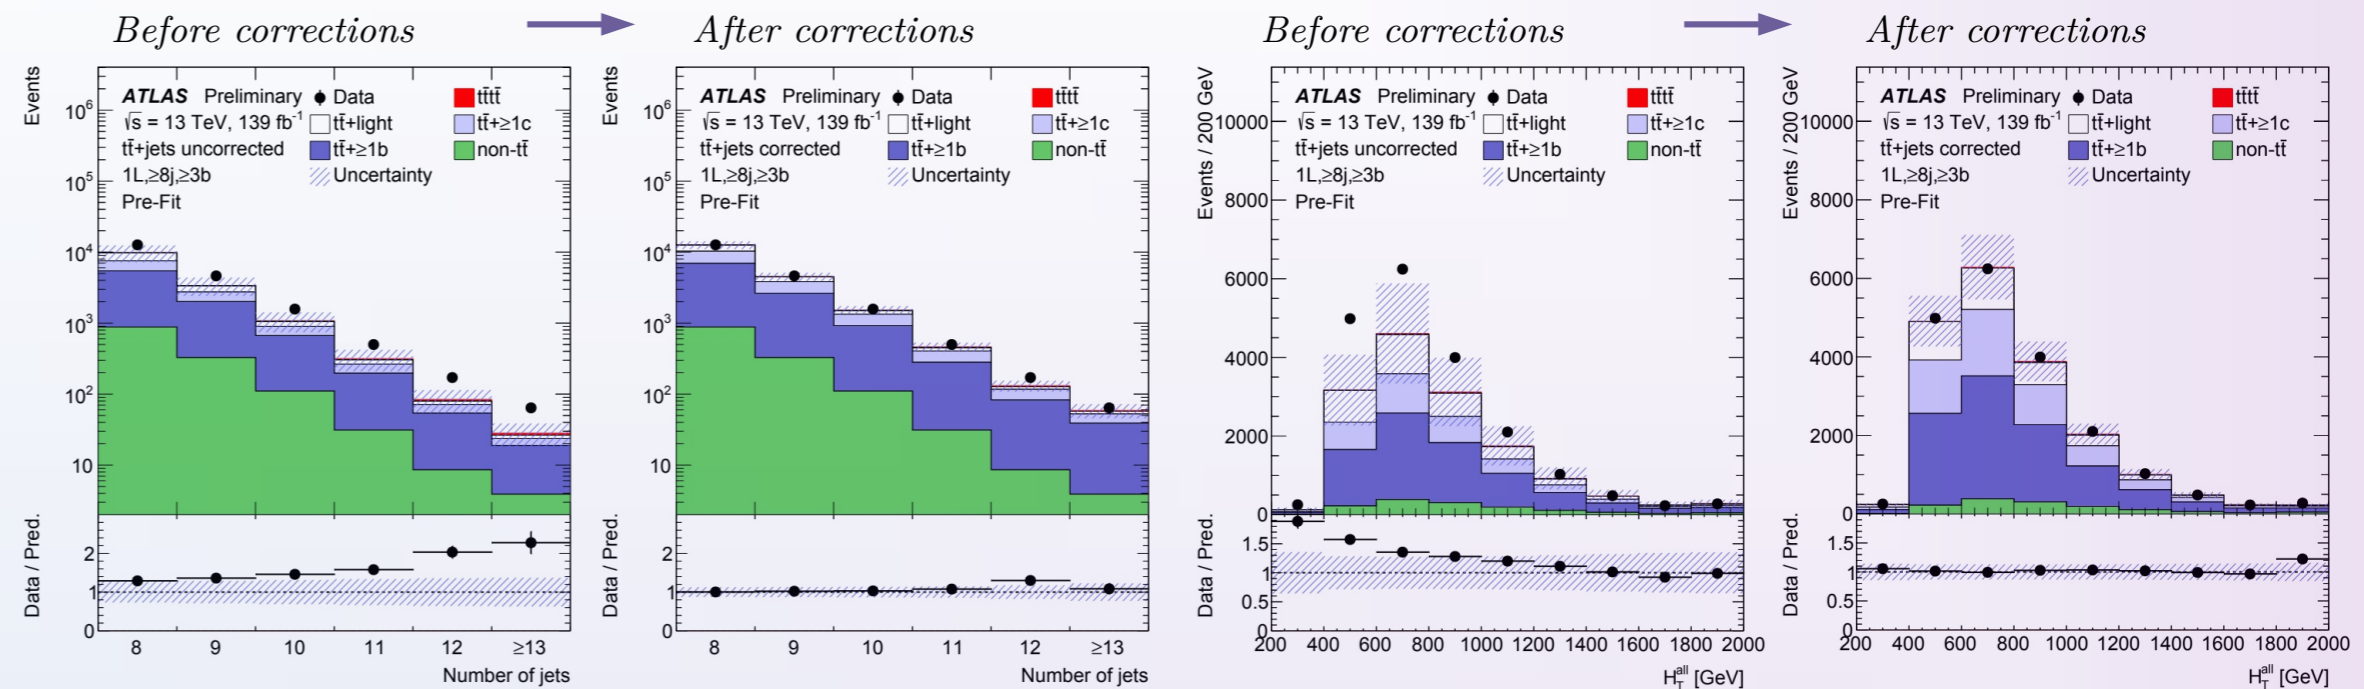 Before corrections
After corrections
Before corrections
After corrections
Events
10⁶
10⁵
10⁴
10³
10²
10
ATLAS Preliminary
√s = 13 TeV, 139 fb⁻¹
tt̄+jets uncorrected
1L,≥8j,≥3b
Pre-Fit
Data
tt̄+light
tt̄+≥1b
Uncertainty
tt̄tt̄
tt̄+≥1c
non-tt̄
Data / Pred.
2
1
0
8 9 10 11 12 ≥13
Number of jets
Events
10⁶
10⁵
10⁴
10³
10²
10
ATLAS Preliminary
√s = 13 TeV, 139 fb⁻¹
tt̄+jets corrected
1L,≥8j,≥3b
Pre-Fit
Data
tt̄+light
tt̄+≥1b
Uncertainty
tt̄tt̄
tt̄+≥1c
non-tt̄
Data / Pred.
2
1
0
8 9 10 11 12 ≥13
Number of jets
Events / 200 GeV
10000
8000
6000
4000
2000
0
ATLAS Preliminary
√s = 13 TeV, 139 fb⁻¹
tt̄+jets uncorrected
1L,≥8j,≥3b
Pre-Fit
Data
tt̄+light
tt̄+≥1b
Uncertainty
tt̄tt̄
tt̄+≥1c
non-tt̄
Data / Pred.
1.5
1
0.5
0
200 400 600 800 1000 1200 1400 1600 1800 2000
H_T^all [GeV]
Events / 200 GeV
10000
8000
6000
4000
2000
0
ATLAS Preliminary
√s = 13 TeV, 139 fb⁻¹
tt̄+jets corrected
1L,≥8j,≥3b
Pre-Fit
Data
tt̄+light
tt̄+≥1b
Uncertainty
tt̄tt̄
tt̄+≥1c
non-tt̄
Data / Pred.
1.5
1
0.5
0
200 400 600 800 1000 1200 1400 1600 1800 2000
H_T^all [GeV]